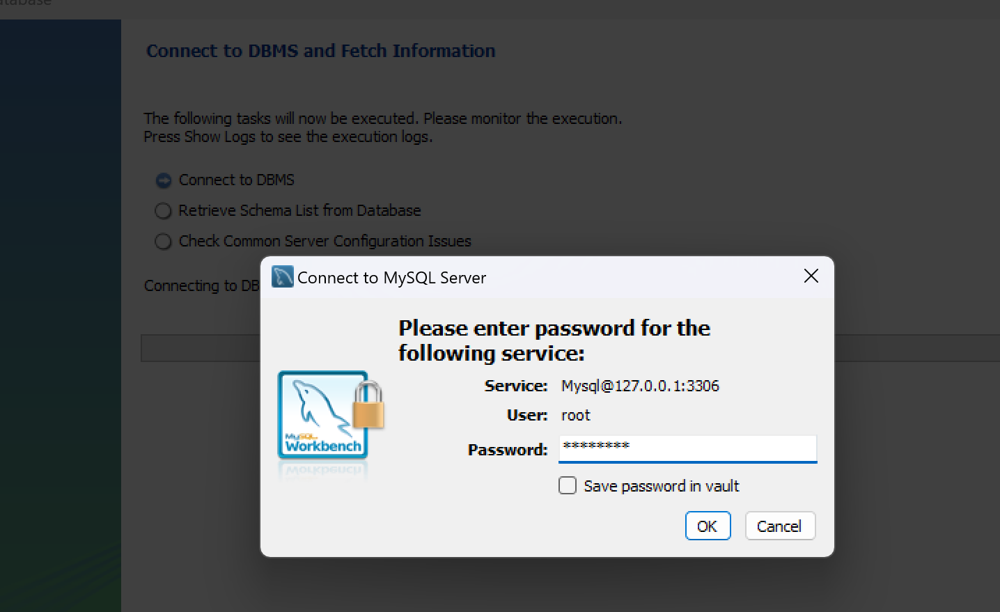 Connect to DBMS and Fetch Information
The following tasks will now be executed. Please monitor the execution.
Press Show Logs to see the execution logs.
Connect to DBMS
Retrieve Schema List from Database
Check Common Server Configuration Issues
Connecting to DB
Connect to MySQL Server
Please enter password for the
following service:
Service: Mysql@127.0.0.1:3306
User: root
Password: ********
Save password in vault
OK Cancel
MySQL
Workbench